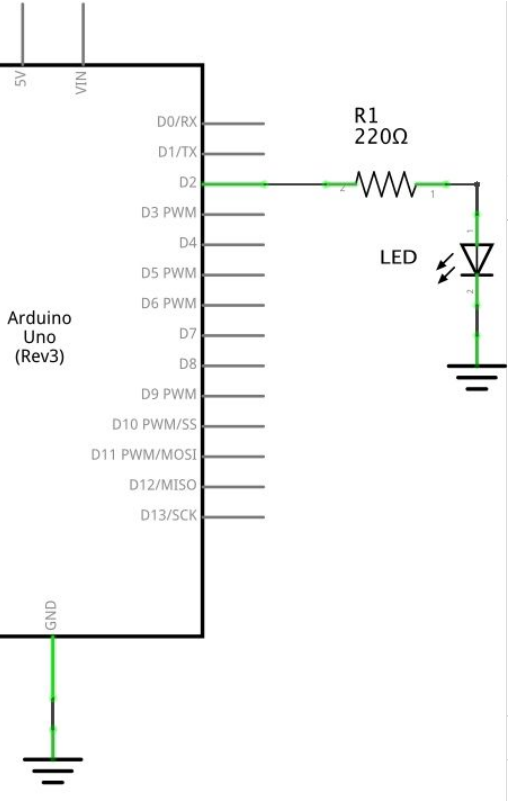 5V
VIN
D0/RX
D1/TX
D2
D3 PWM
D4
D5 PWM
D6 PWM
D7
D8
D9 PWM
D10 PWM/SS
D11 PWM/MOSI
D12/MISO
D13/SCK
Arduino
Uno
(Rev3)
GND
R1
220Ω
2
1
LED
1
2